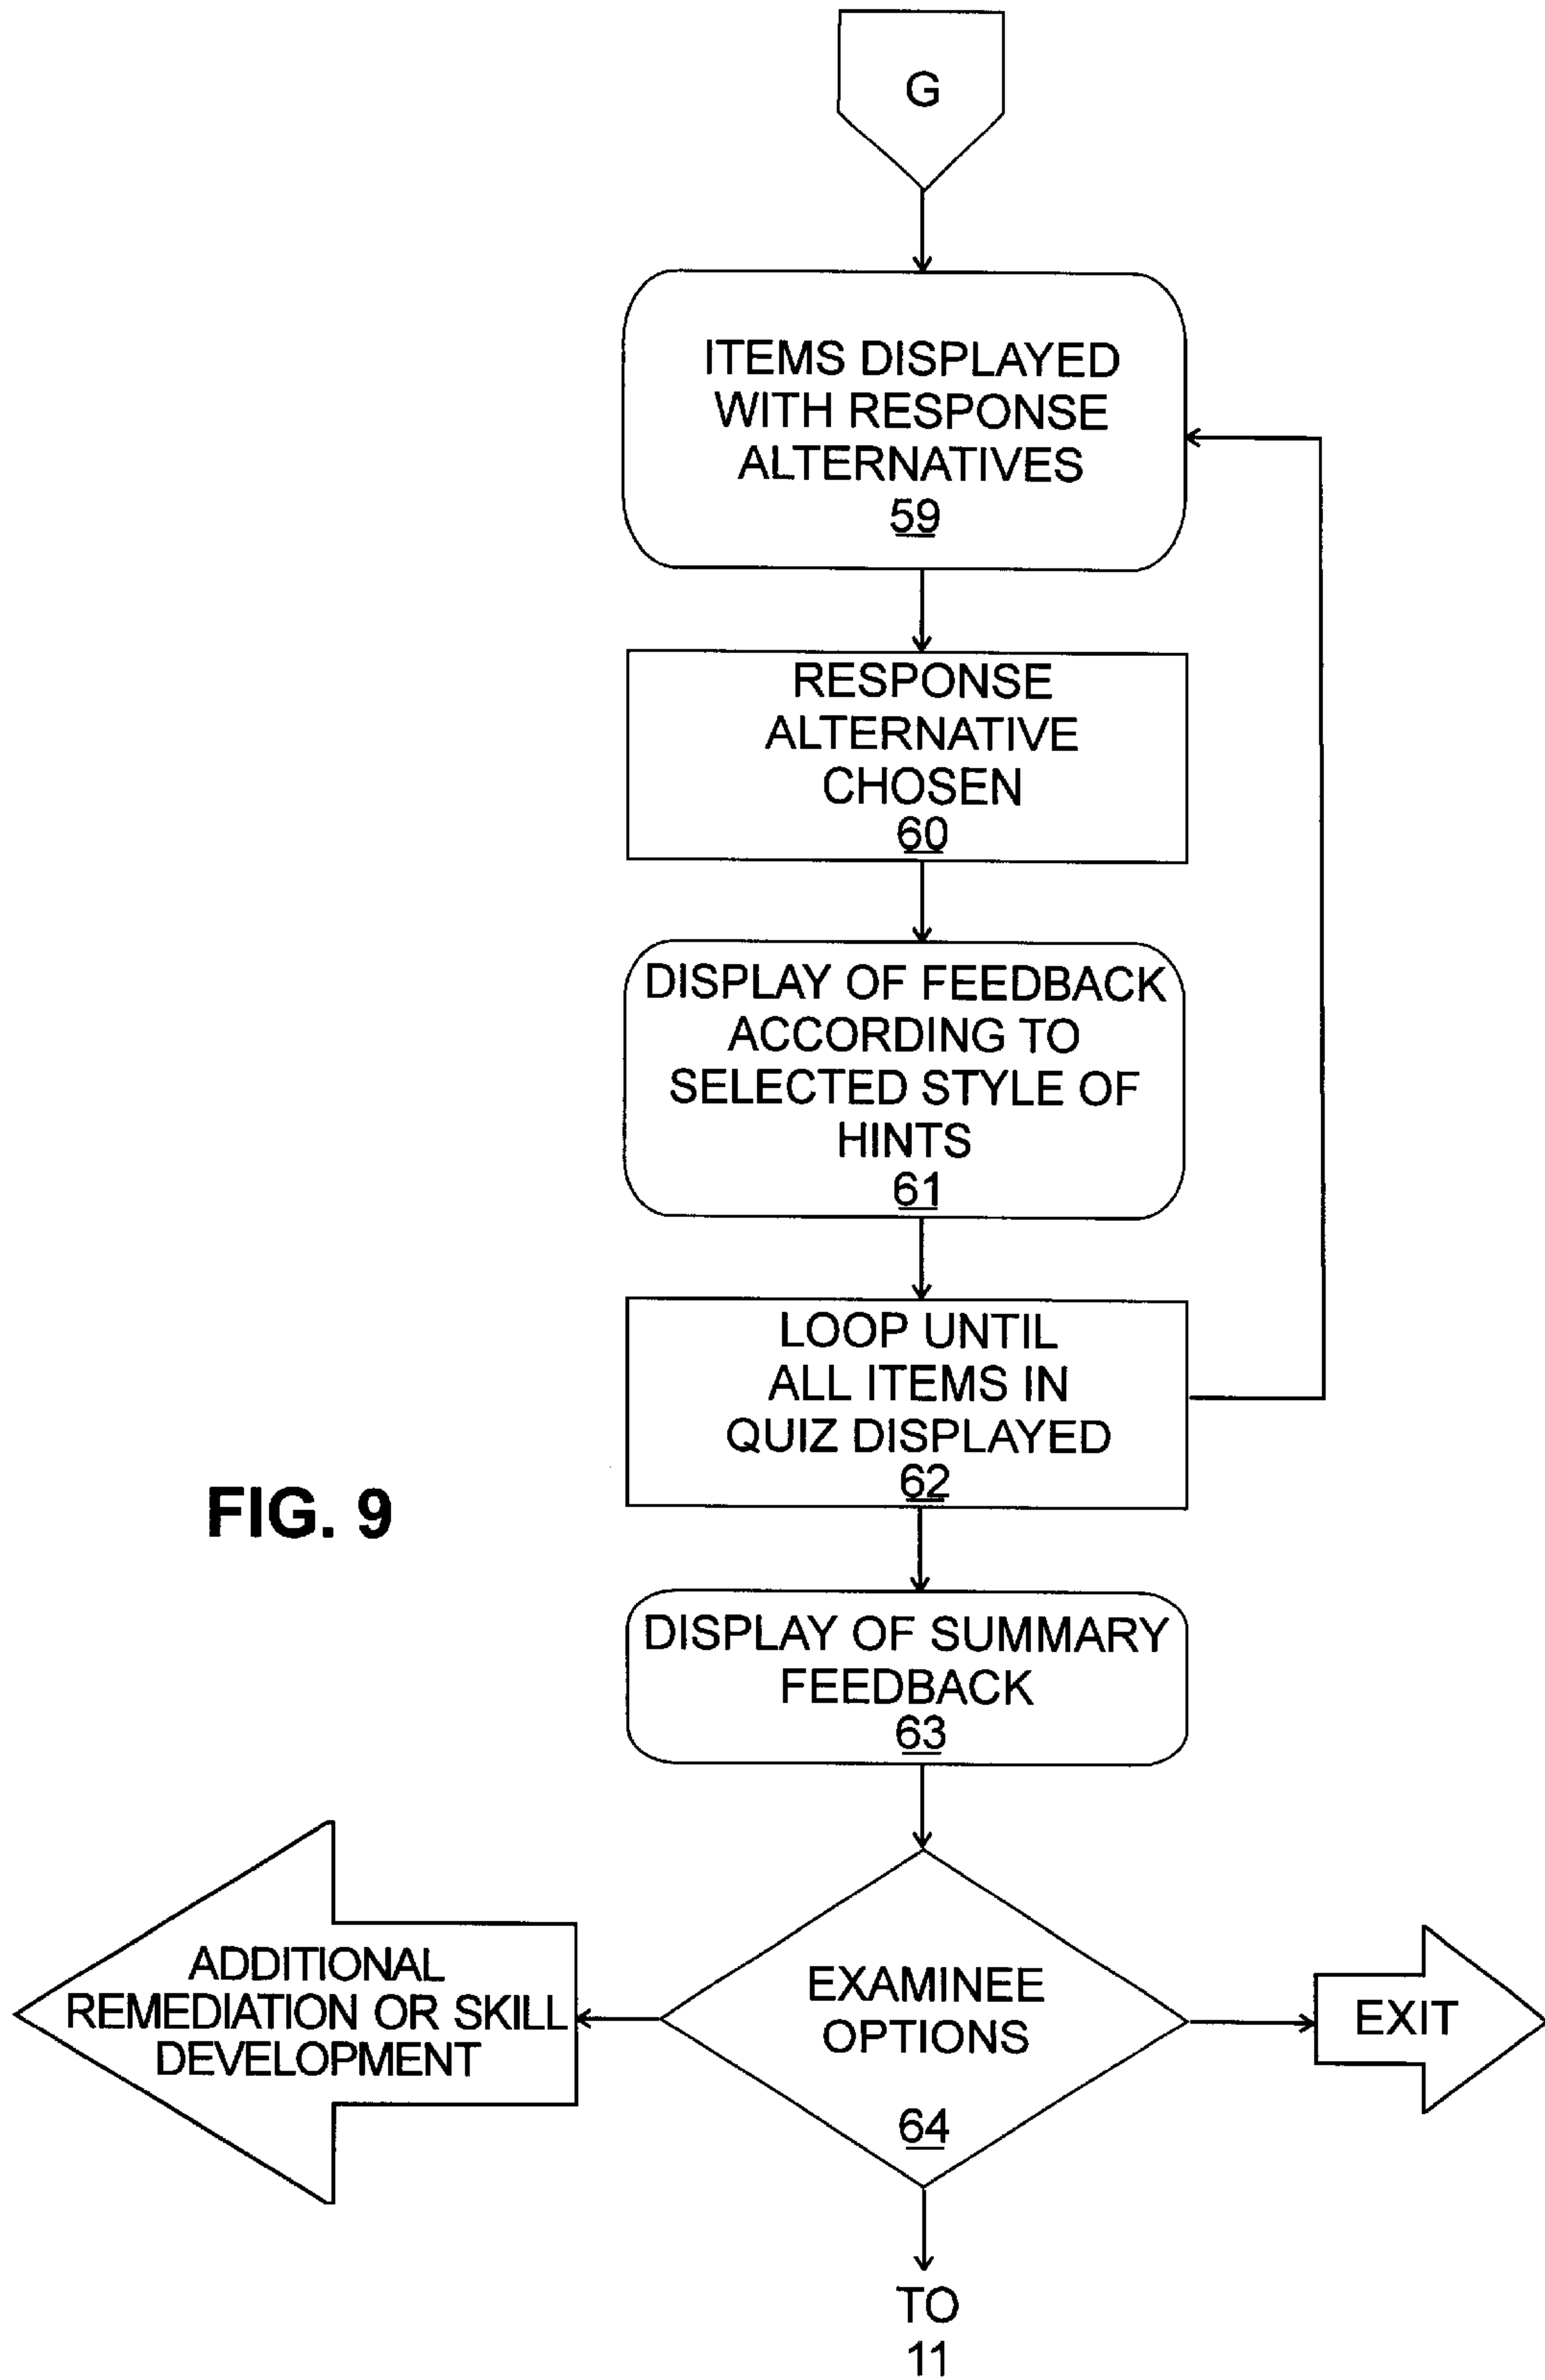 G
ITEMS DISPLAYED
WITH RESPONSE
ALTERNATIVES
59
RESPONSE
ALTERNATIVE
CHOSEN
60
DISPLAY OF FEEDBACK
ACCORDING TO
SELECTED STYLE OF
HINTS
61
LOOP UNTIL
ALL ITEMS IN
QUIZ DISPLAYED
62
FIG. 9
DISPLAY OF SUMMARY
FEEDBACK
63
ADDITIONAL
REMEDIATION OR SKILL
DEVELOPMENT
EXAMINEE
OPTIONS
64
EXIT
TO
11